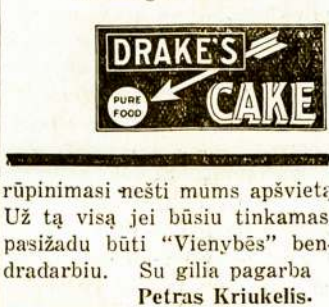 DRAKE'S
PURE
FOOD
CAKE
rūpinimasi nešti mums apšvietą
Už tą visą jei būsiu tinkamas
pasižadu būti “Vienybēs” ben-
dradarbiu. Su gilia pagarba
Petras Kriukelis.